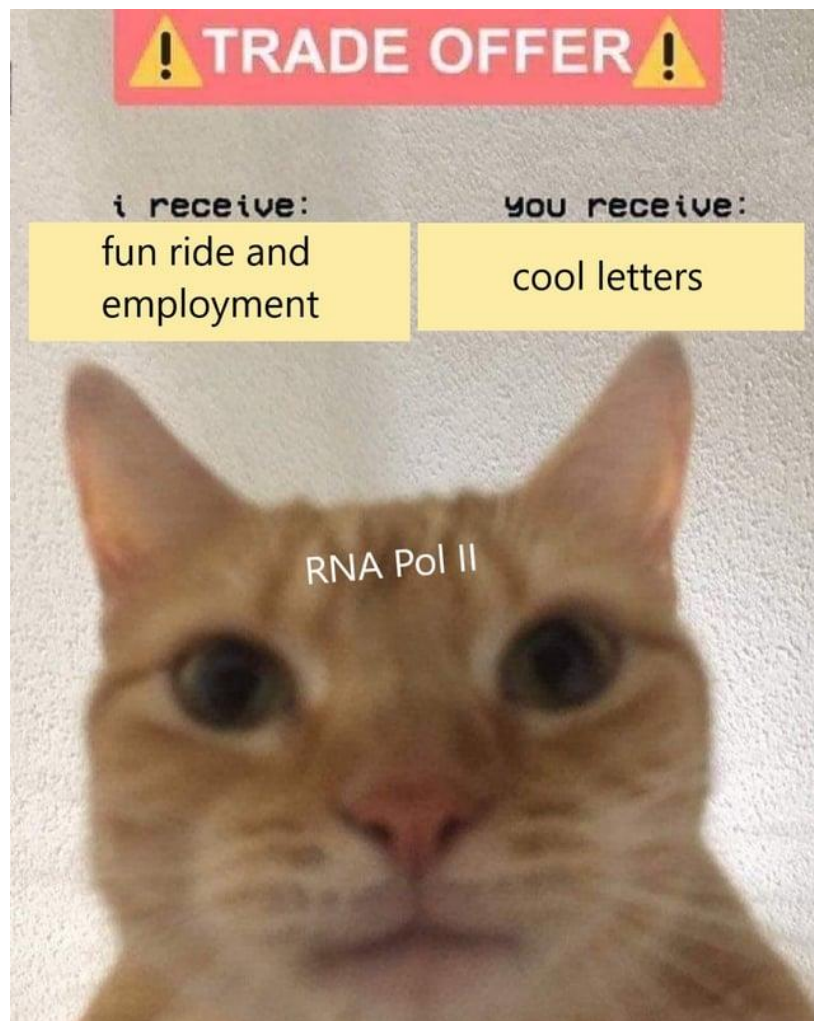 ⚠TRADE OFFER⚠
i receive:
you receive:
fun ride and
employment
cool letters
RNA Pol II